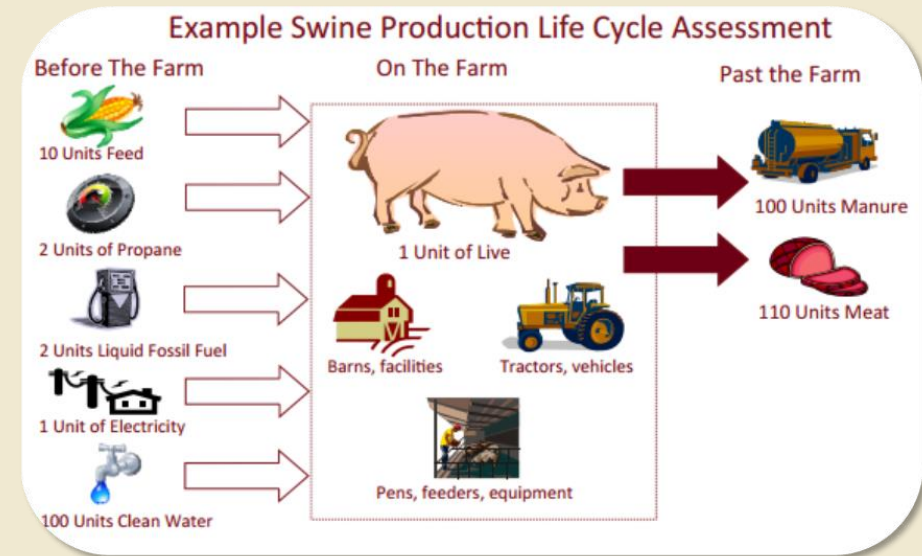 Example Swine Production Life Cycle Assessment
Before The Farm
On The Farm
Past the Farm
10 Units Feed
2 Units of Propane
2 Units Liquid Fossil Fuel
1 Unit of Electricity
100 Units Clean Water
1 Unit of Live
Barns, facilities
Tractors, vehicles
Pens, feeders, equipment
100 Units Manure
110 Units Meat